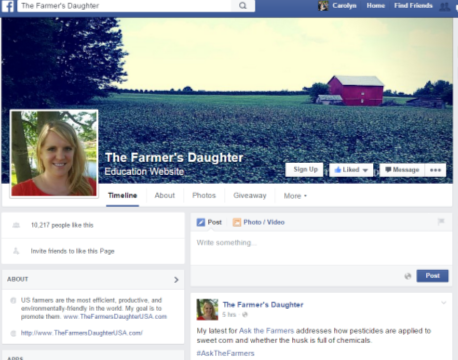 The Farmer's Daughter
Carolyn Home Find Friends
The Farmer's Daughter
Education Website
Sign Up Liked Message
Timeline About Photos Giveaway More
10,217 people like this
Invite friends to like this Page
ABOUT
US farmers are the most efficient, productive, and
environmentally-friendly in the world. My goal is to
promote them. www.TheFarmersDaughterUSA.com
http://www.TheFarmersDaughterUSA.com/
APPS
Post Photo / Video
Write something...
Post
The Farmer's Daughter
5 hrs
My latest for Ask the Farmers addresses how pesticides are applied to
sweet corn and whether the husk is full of chemicals.
#AskTheFarmers